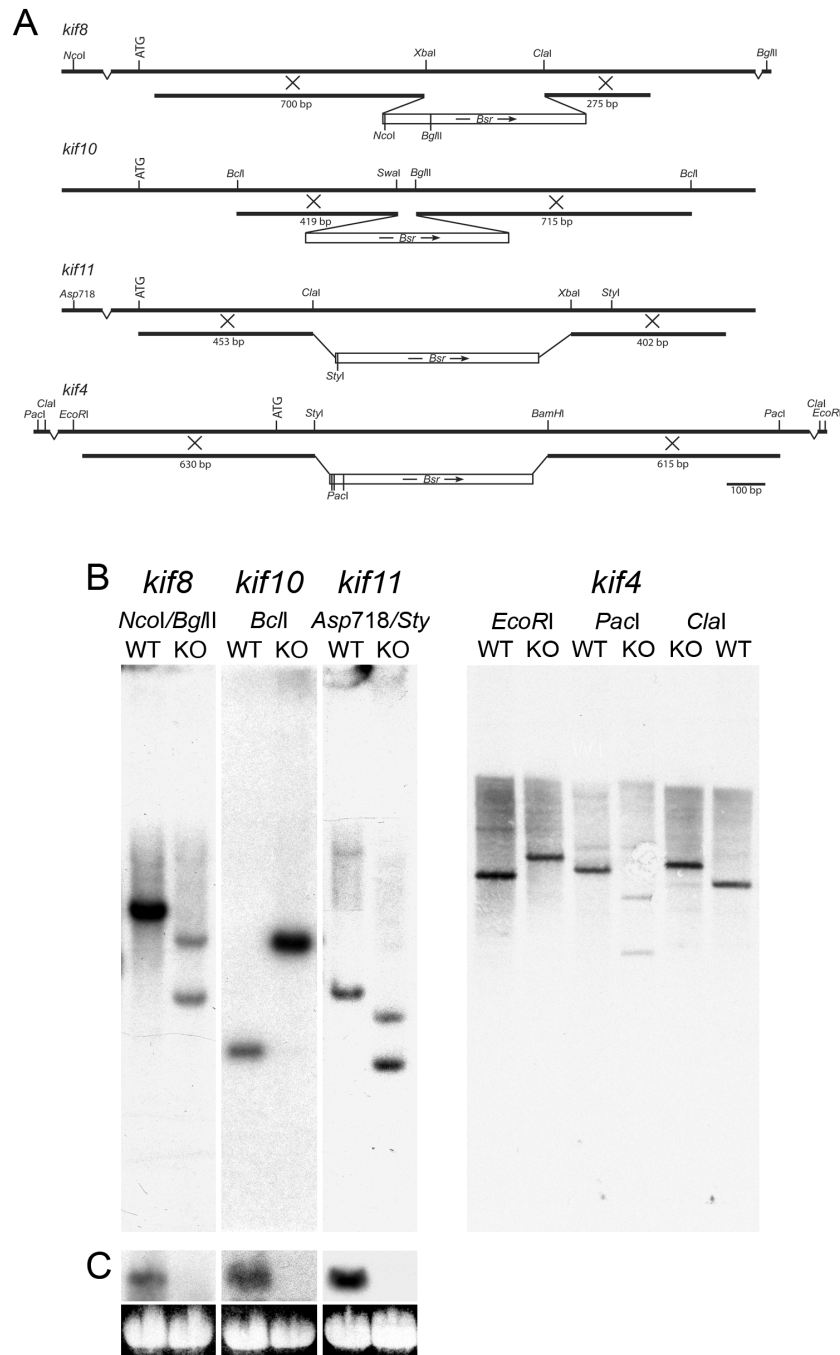 A
kif8
NcoI ATG XbaI ClaI BglII
700 bp 275 bp
Bsr
NcoI BglII
kif10
ATG BclI SwaI BglII BclI
419 bp 715 bp
Bsr
kif11
Asp718 ATG ClaI XbaI StyI
453 bp 402 bp
Bsr
StyI
kif4
PacI ClaI EcoRI ATG StyI BamHI PacI ClaI EcoRI
630 bp 615 bp
Bsr
PacI
100 bp
B
kif8 kif10 kif11 kif4
NcoI/BglII BclI Asp718/Sty EcoRI PacI ClaI
WT KO WT KO WT KO WT KO WT KO KO WT
C